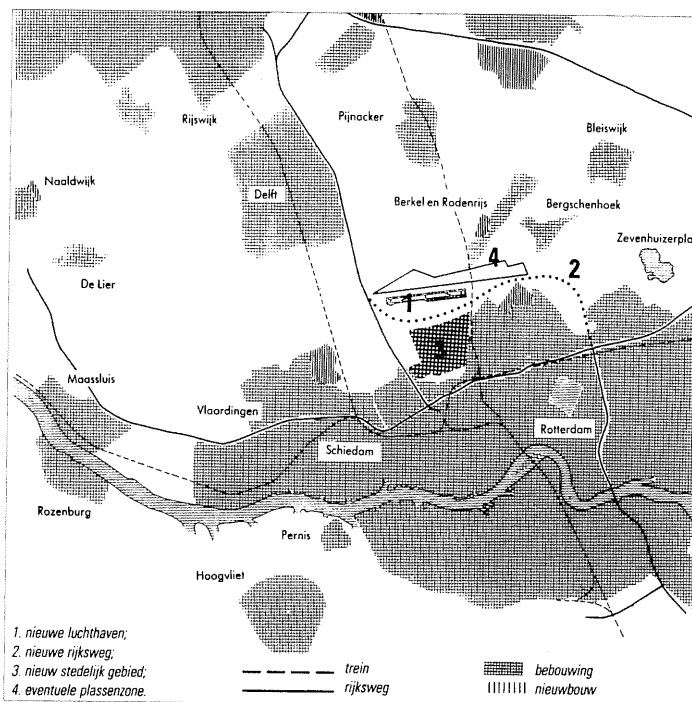 Rijswijk
Pijnacker
Bleiswijk
Naaldwijk
Delft
Berkel en Rodenrijs
Bergschenhoek
Zevenhuizerpla
De Lier
4
2
1
3
Maassluis
Vlaardingen
Rotterdam
Schiedam
Rozenburg
Pernis
Hoogvliet
1. nieuwe luchthaven;
2. nieuwe rijksweg;
3. nieuw stedelijk gebied;
4. eventuele plassenzone.
trein
rijksweg
bebouwing
nieuwbouw